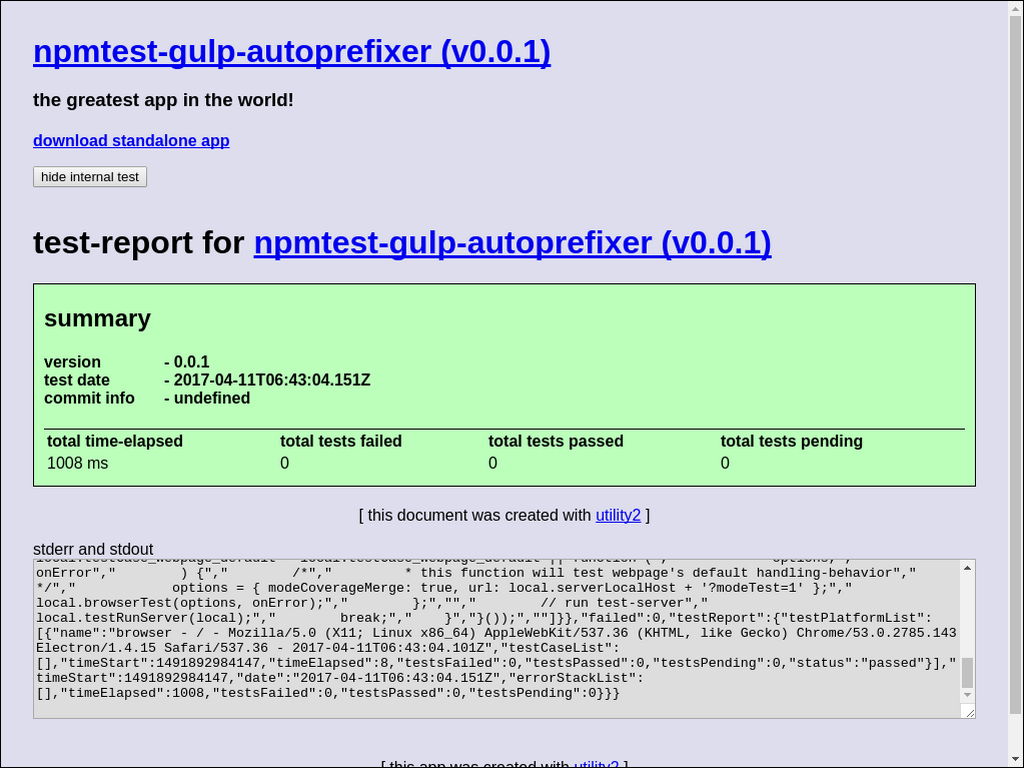 npmtest-gulp-autoprefixer (v0.0.1)
the greatest app in the world!
download standalone app
hide internal test
test-report for npmtest-gulp-autoprefixer (v0.0.1)
summary
version - 0.0.1
test date - 2017-04-11T06:43:04.151Z
commit info - undefined
total time-elapsed total tests failed total tests passed total tests pending
1008 ms 0 0 0
[ this document was created with utility2 ]
stderr and stdout
onError","        ) {","        /*","         * this function will test webpage's default handling-behavior","
*/","            options = { modeCoverageMerge: true, url: local.serverLocalHost + '?modeTest=1' };","
local.browserTest(options, onError);","        };","",        // run test-server","
local.testRunServer(local);","        break;","    }","}());",""]}},"failed":0,"testReport":{"testPlatformList":
[{"name":"browser - / - Mozilla/5.0 (X11; Linux x86_64) AppleWebKit/537.36 (KHTML, like Gecko) Chrome/53.0.2785.143
Electron/1.4.15 Safari/537.36 - 2017-04-11T06:43:04.101Z","testCaseList":
[],"timeStart":1491892984147,"timeElapsed":8,"testsFailed":0,"testsPassed":0,"testsPending":0,"status":"passed"}],"
timeStart":1491892984147,"date":"2017-04-11T06:43:04.151Z","errorStackList":
[],"timeElapsed":1008,"testsFailed":0,"testsPassed":0,"testsPending":0}}}
[ this app was created with utility2 ]